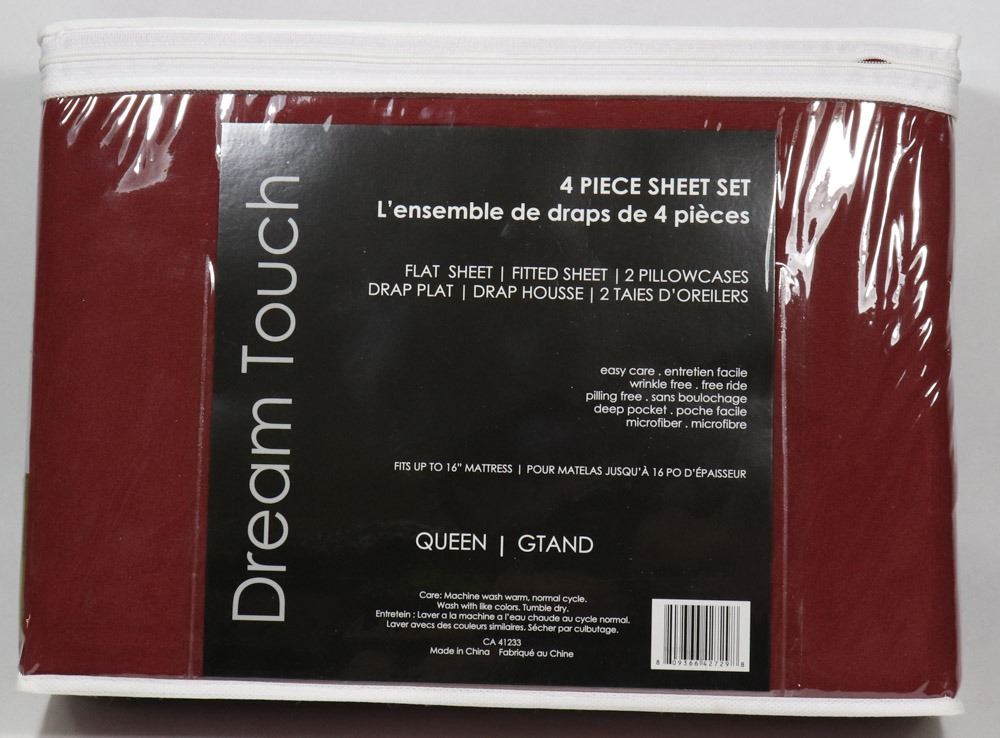 Dream Touch
4 PIECE SHEET SET
L'ensemble de draps de 4 pièces
FLAT SHEET | FITTED SHEET | 2 PILLOWCASES
DRAP PLAT | DRAP HOUSSE | 2 TAIES D'OREILERS
easy care . entretien facile
wrinkle free . free ride
pilling free . sans boulochage
deep pocket . poche facile
microfiber . microfibre
FITS UP TO 16" MATTRESS | POUR MATELAS JUSQU'À 16 PO D'ÉPAISSEUR
QUEEN | GTAND
Care: Machine wash warm, normal cycle.
Wash with like colors. Tumble dry.
Entretein : Laver a la machine a l'eau chaude au cycle normal.
Laver avecs des couleurs similaires. Sécher par culbutage.
CA 41233
Made in China Fabriqué au Chine
8 09366 42729 8